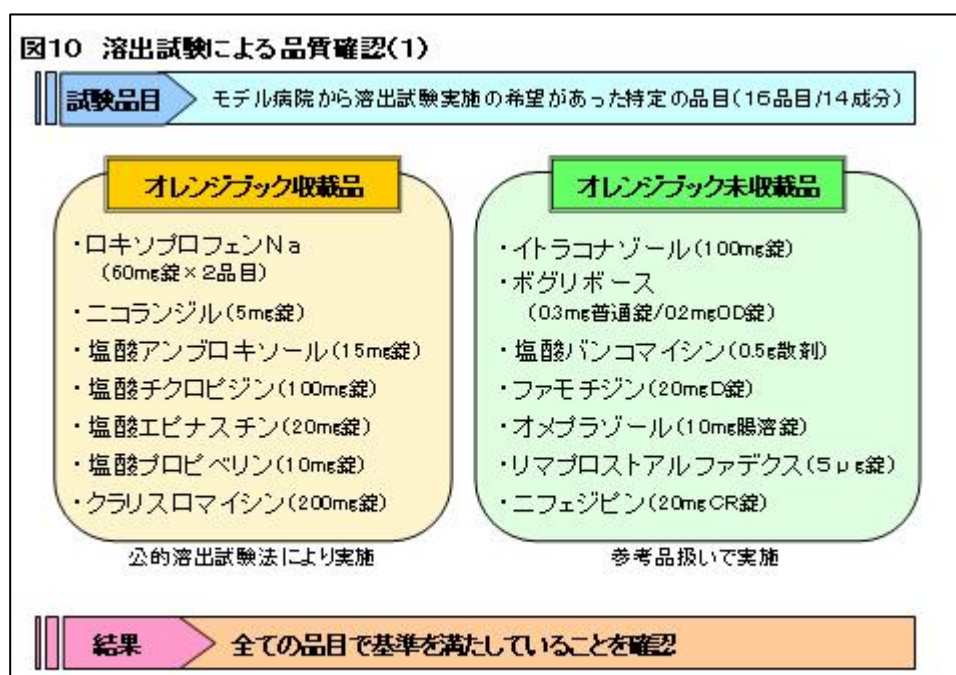 図10 溶出試験による品質確認(1)
試験品目
モデル病院から溶出試験実施の希望があった特定の品目(16品目/14成分)
オレンジブック収載品
・ロキソプロフェンNa
(60mg錠×2品目)
・ニコランジル(5mg錠)
・塩酸アンブロキソール(15mg錠)
・塩酸チクロピジン(100mg錠)
・塩酸エピナスチン(20mg錠)
・塩酸プロピベリン(10mg錠)
・クラリスロマイシン(200mg錠)
公的溶出試験法により実施
オレンジブック未収載品
・イトラコナゾール(100mg錠)
・ボグリボース
(0.3mg普通錠/0.2mgOD錠)
・塩酸バンコマイシン(0.5g散剤)
・ファモチジン(20mgD錠)
・オメプラゾール(10mg腸溶錠)
・リマプロストアルファデクス(5μg錠)
・ニフェジピン(20mgCR錠)
参考品扱いで実施
結果
全ての品目で基準を満たしていることを確認